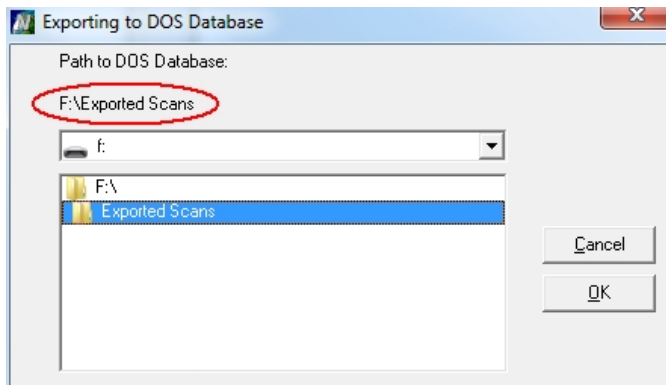 Exporting to DOS Database
Path to DOS Database:
F:\Exported Scans
f:
F:\
Exported Scans
Cancel
OK